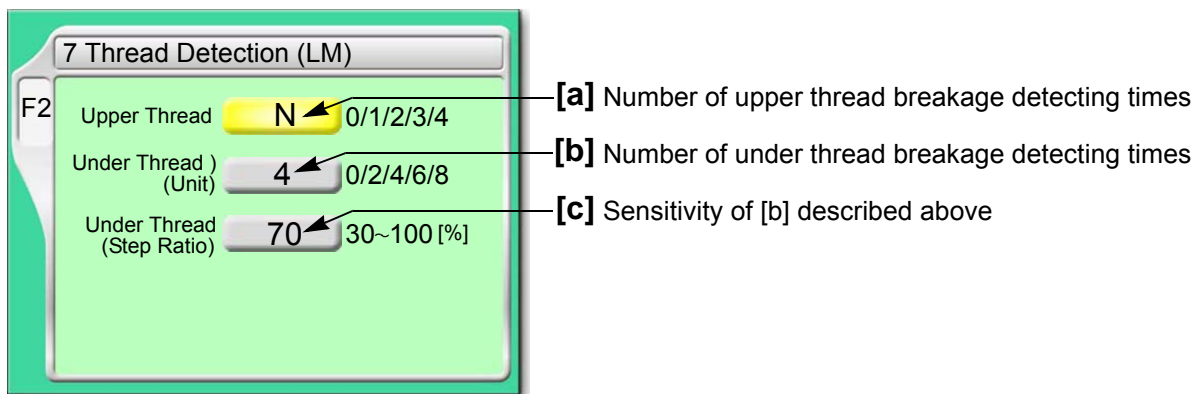 7 Thread Detection (LM)
F2
Upper Thread N 0/1/2/3/4
[a] Number of upper thread breakage detecting times
Under Thread )
(Unit) 4 0/2/4/6/8
[b] Number of under thread breakage detecting times
Under Thread
(Step Ratio) 70 30~100 [%]
[c] Sensitivity of [b] described above